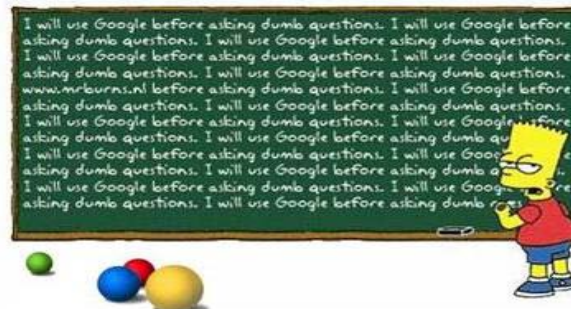 I will use Google before asking dumb questions. I will use Google before
asking dumb questions. I will use Google before asking dumb questions.
I will use Google before asking dumb questions. I will use Google before
asking dumb questions. I will use Google before asking dumb questions.
www.mrburns.nl before asking dumb questions. I will use Google before
asking dumb questions. I will use Google before asking dumb questions.
I will use Google before asking dumb questions. I will use Google before
asking dumb questions. I will use Google before asking dumb
I will use Google before asking dumb questions. I will use
asking dumb questions. I will use Google before asking dumb
I will use Google before asking dumb questions. I will use
asking dumb questions. I will use Google before asking dumb